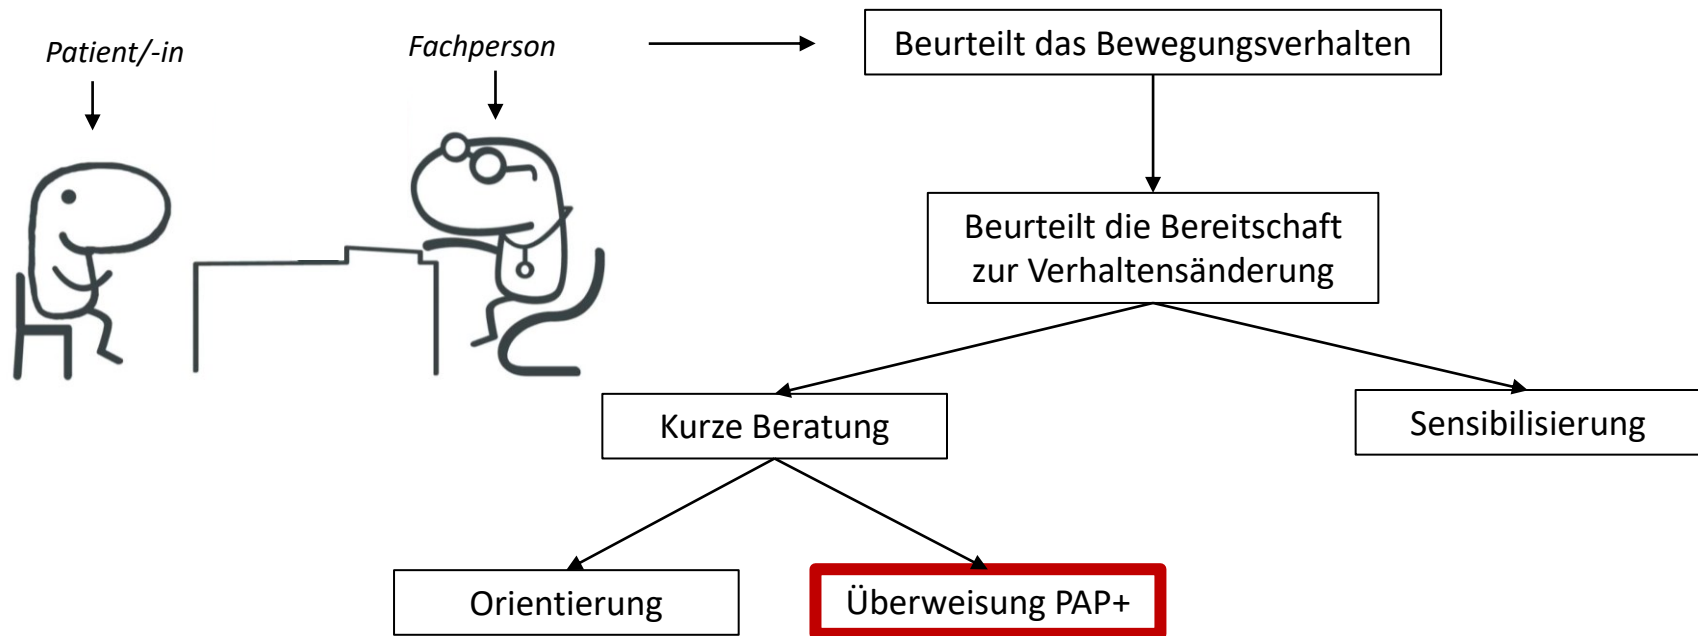 Patient/-in
Fachperson
Beurteilt das Bewegungsverhalten
Beurteilt die Bereitschaft
zur Verhaltensänderung
Kurze Beratung
Sensibilisierung
Orientierung
Überweisung PAP+